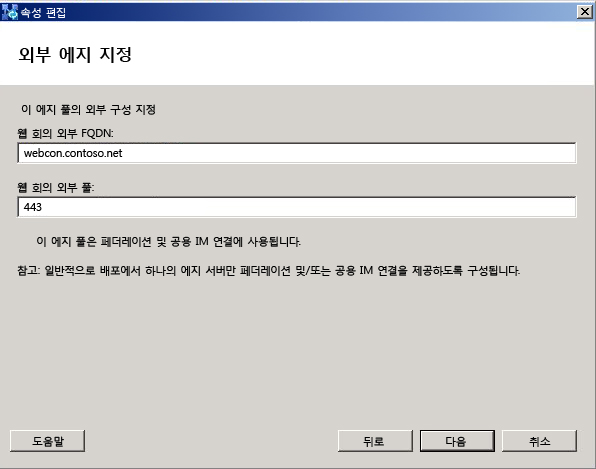 속성 편집
외부 에지 지정
이 에지 풀의 외부 구성 지정
웹 회의 외부 FQDN:
webcon.contoso.net
웹 회의 외부 풀:
443
이 에지 풀은 페더레이션 및 공용 IM 연결에 사용됩니다.
참고: 일반적으로 배포에서 하나의 에지 서버만 페더레이션 및/또는 공용 IM 연결을 제공하도록 구성됩니다.
도움말 뒤로 다음 취소